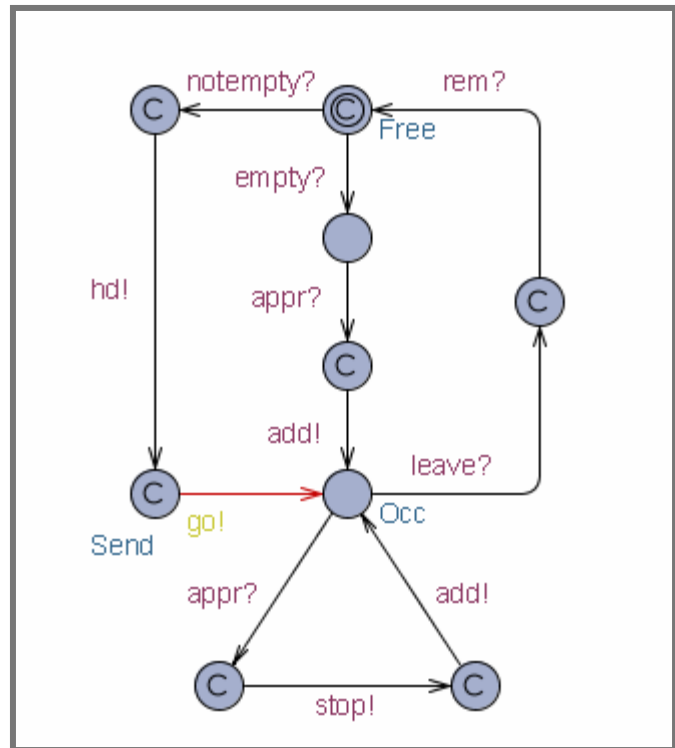 notempty?
rem?
C
C
Free
empty?
hd!
appr?
C
C
add!
leave?
C
go!
Occ
Send
appr?
add!
C
C
stop!